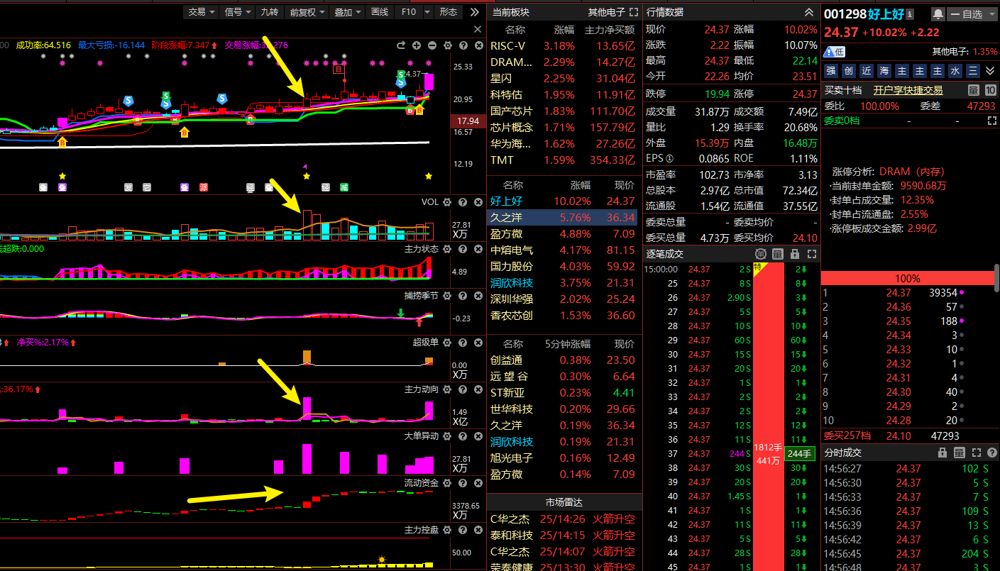 交易 信号 九转 前复权 叠加 画线 F10 形态
00 成功率:64.516 最大亏损:-16.144 阶段涨幅:7.347 交易涨幅:3 .276
25.33
24.37
20.95
17.94
16.57
12.19
VOL
27.81
X万
超跌:0.000 主力状态
4.89
捕捞季节
-0.23
净买%:2.17% 超级单
0.00
X万
:36.17% 主力动向
1.49
X亿
大单异动
27.81
X万
流动资金
3378.65
X万
主力控盘
50.00
当前板块 其他电子
名称 涨幅 主力净买额
RISC-V 3.18% 13.65亿
DRAM... 2.29% 14.27亿
星闪 2.25% 31.04亿
科特估 1.95% 11.91亿
国产芯片 1.83% 111.70亿
芯片概念 1.71% 157.79亿
华为海... 1.62% 27.26亿
TMT 1.59% 354.33亿
名称 涨幅 现价
好上好 10.02% 24.37
久之洋 5.76% 36.34
盈方微 4.88% 7.09
中熔电气 4.17% 81.15
国力股份 4.03% 59.92
润欣科技 3.75% 21.31
深圳华强 2.02% 25.24
香农芯创 1.53% 36.60
名称 5分钟涨幅 现价
创益通 0.38% 23.50
远 望 谷 0.30% 6.64
ST新亚 0.23% 4.41
世华科技 0.20% 29.66
久之洋 0.19% 36.34
润欣科技 0.19% 21.31
旭光电子 0.16% 12.49
盈方微 0.14% 7.09
市场雷达
C华之杰 25/14:26 火箭升空
泰和科技 25/14:15 火箭升空
C华之杰 25/14:07 火箭升空
荣泰健康 25/13:30 火箭升空
行情数据
现价 24.37 涨幅 10.02%
涨跌 2.22 振幅 10.07%
最高 24.37 最低 22.14
今开 22.26 均价 23.51
跌停 19.94 涨停 24.37
成交量 31.87万 成交额 7.49亿
量比 1.29 换手率 20.68%
外盘 15.39万 内盘 16.48万
EPS① 0.0865 ROE 1.11%
市盈率 102.73 市净率 3.13
总股本 2.97亿 总市值 72.34亿
流通股 1.54亿 流通值 37.55亿
委卖总量 - 委卖均价 -
委买总量 4.73万 委买均价 24.10
逐笔成交 单 量
15:00:00 24.37 2 S 特 2
25 24.37 8 S 8
26 24.37 2.90 S 3
27 24.37 5 S 5
28 24.37 10 S 10
29 24.37 60 S 60
30 24.37 15 S 15
31 24.37 20 S 20
32 24.37 1 S 1
33 24.37 2 S 2
34 24.37 2 S 2
35 24.37 12 S 12
36 24.37 11 S 11
37 24.37 244 S 1812手 244手
441万
38 24.37 30 S 30
39 24.37 20 S 20
40 24.37 1.45 S 1
41 24.37 1 S 1
42 24.37 11 S 11
43 24.37 5 S 5
44 24.37 28 S 28
45 24.37 1 S 1
001298 好上好 自选
24.37 +10.02% +2.22
低 其他电子: 1.35%
强 创 近 海 主 主 主 水 三
买卖十档 开户享快捷交易 量 10
委比 100.00% 委差 47293
委卖0档 - -
涨停分析: DRAM（内存）
·当前封单金额: 9590.68万
·封单占成交量: 12.35%
·封单占流通盘: 2.55%
·涨停板成交金额: 2.99亿
100%
1 24.37 39354
2 24.36 57
3 24.35 188
4 24.34 3
5 24.33 10
6 24.32 1
7 24.31 4
8 24.30 40
9 24.29 2
10 24.28 20
委买257档 24.10 47293
分时成交 量
14:56:27 24.37 102 S
14:56:30 24.37 5 S
14:56:33 24.37 7 S
14:56:36 24.37 109 S
14:56:39 24.37 13 S
14:56:42 24.37 6 S
14:56:45 24.37 204 S
14:56:48 24.37 3 S